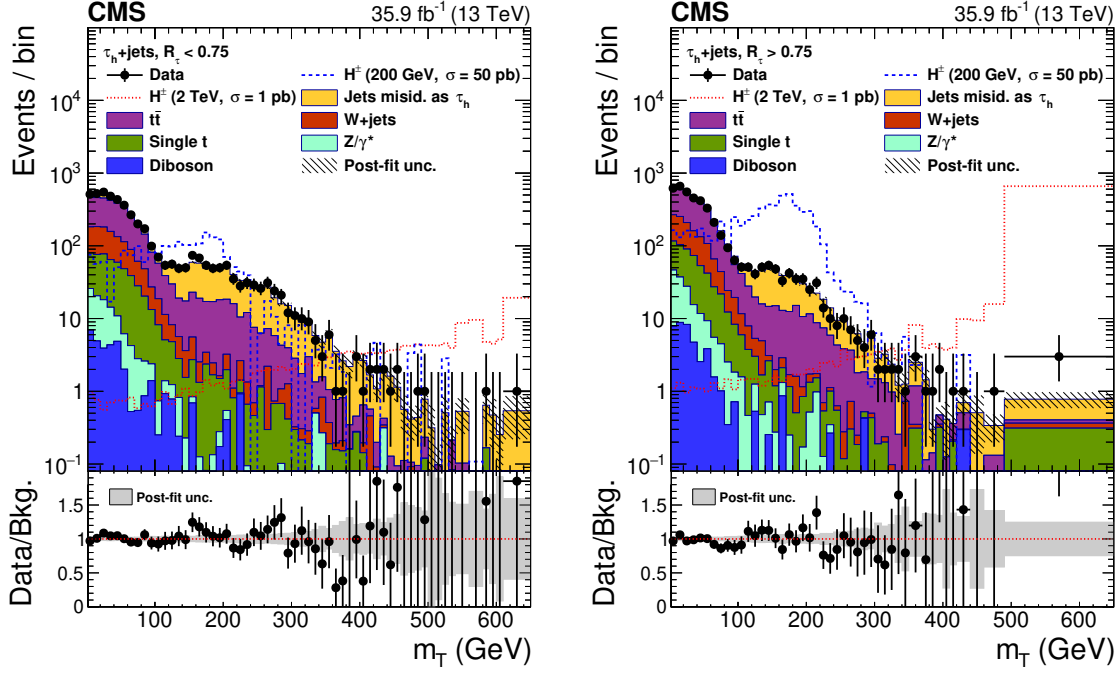 CMS 35.9 fb⁻¹ (13 TeV)
Events / bin
τₕ+jets, R_τ < 0.75
Data
H± (200 GeV, σ = 50 pb)
H± (2 TeV, σ = 1 pb)
Jets misid. as τₕ
tt̄
W+jets
Single t
Z/γ*
Diboson
Post-fit unc.
10⁴
10³
10²
10
1
10⁻¹
Data/Bkg.
Post-fit unc.
1.5
1
0.5
0
100 200 300 400 500 600
m_T (GeV)
CMS 35.9 fb⁻¹ (13 TeV)
Events / bin
τₕ+jets, R_τ > 0.75
Data
H± (200 GeV, σ = 50 pb)
H± (2 TeV, σ = 1 pb)
Jets misid. as τₕ
tt̄
W+jets
Single t
Z/γ*
Diboson
Post-fit unc.
10⁴
10³
10²
10
1
10⁻¹
Data/Bkg.
Post-fit unc.
1.5
1
0.5
0
100 200 300 400 500 600
m_T (GeV)